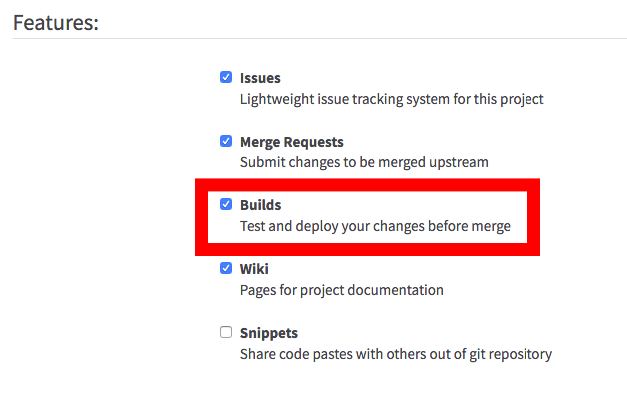 Features:
Issues
Lightweight issue tracking system for this project
Merge Requests
Submit changes to be merged upstream
Builds
Test and deploy your changes before merge
Wiki
Pages for project documentation
Snippets
Share code pastes with others out of git repository